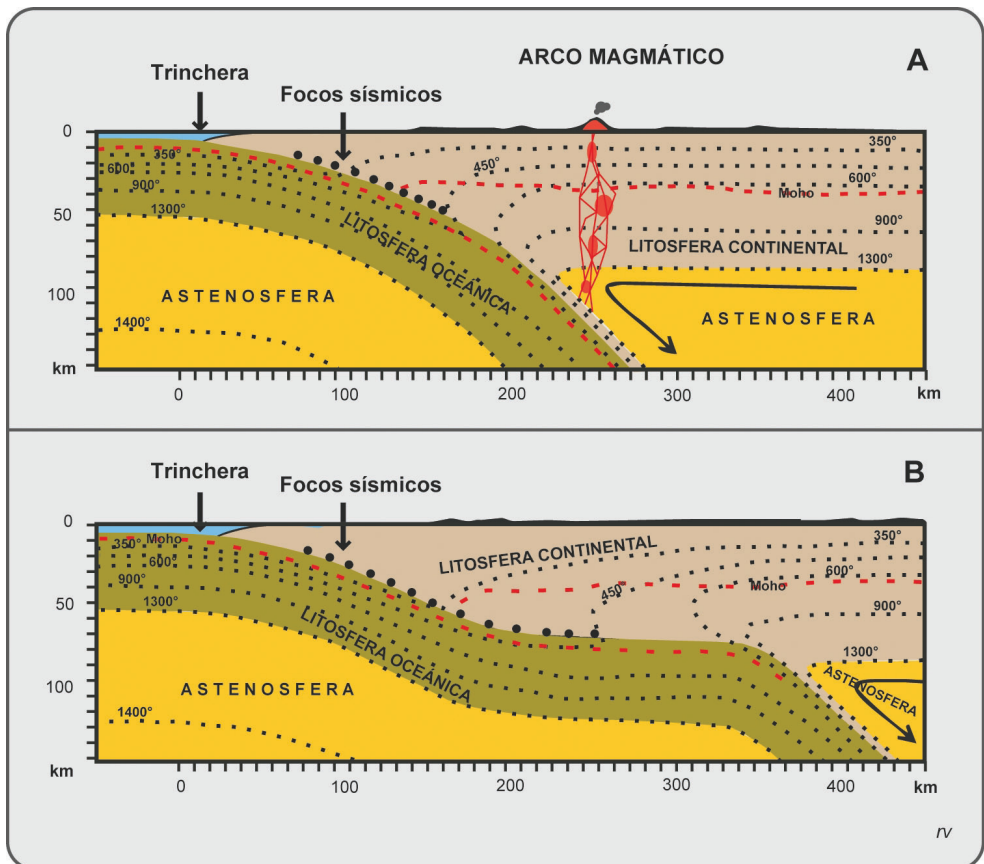 ARCO MAGMÁTICO
A
Trinchera
Focos sísmicos
0
50
100
km
350°
600°
900°
1300°
1400°
450°
350°
600°
Moho
900°
1300°
LITOSFERA OCEÁNICA
LITOSFERA CONTINENTAL
ASTENOSFERA
ASTENOSFERA
0
100
200
300
400
km
B
Trinchera
Focos sísmicos
0
50
100
km
Moho
350°
600°
900°
1300°
1400°
LITOSFERA CONTINENTAL
450°
350°
600°
Moho
900°
1300°
LITOSFERA OCEÁNICA
ASTENOSFERA
ASTENOSFERA
0
100
200
300
400
km
rv